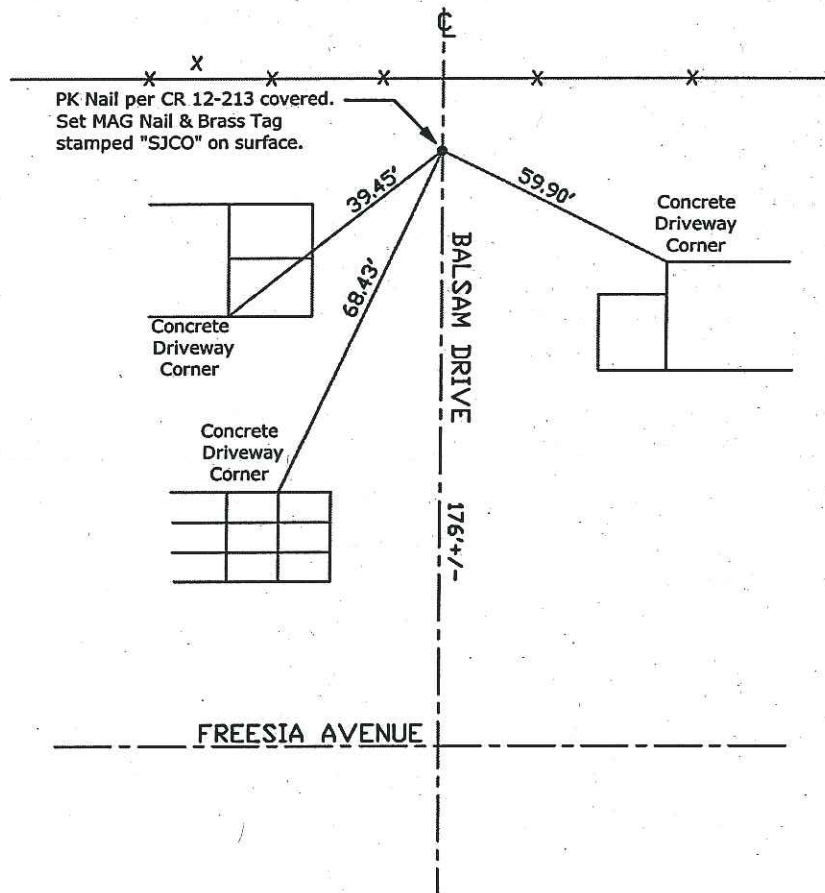 ℄
X
X X X X X
PK Nail per CR 12-213 covered.
Set MAG Nail & Brass Tag
stamped "SJCO" on surface.
39.45'
59.90'
68.43'
Concrete
Driveway
Corner
BALSAM DRIVE
Concrete
Driveway
Corner
Concrete
Driveway
Corner
176'+/-
FREESIA AVENUE